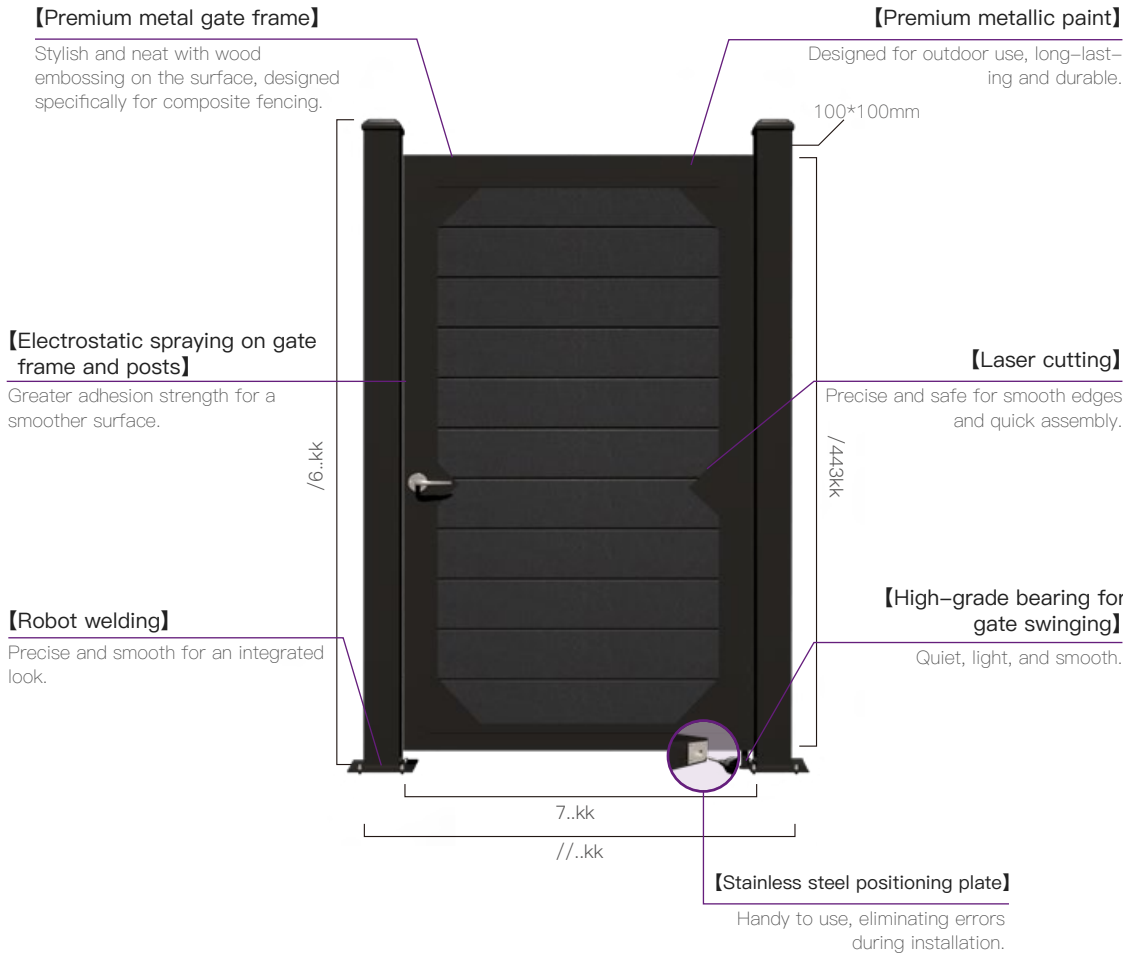 【Premium metal gate frame】
Stylish and neat with wood
embossing on the surface, designed
specifically for composite fencing.
【Premium metallic paint】
Designed for outdoor use, long-last-
ing and durable.
100*100mm
【Electrostatic spraying on gate
frame and posts】
Greater adhesion strength for a
smoother surface.
【Laser cutting】
Precise and safe for smooth edges
and quick assembly.
/6..kk
/443kk
【Robot welding】
Precise and smooth for an integrated
look.
【High-grade bearing for
gate swinging】
Quiet, light, and smooth.
7..kk
//..kk
【Stainless steel positioning plate】
Handy to use, eliminating errors
during installation.